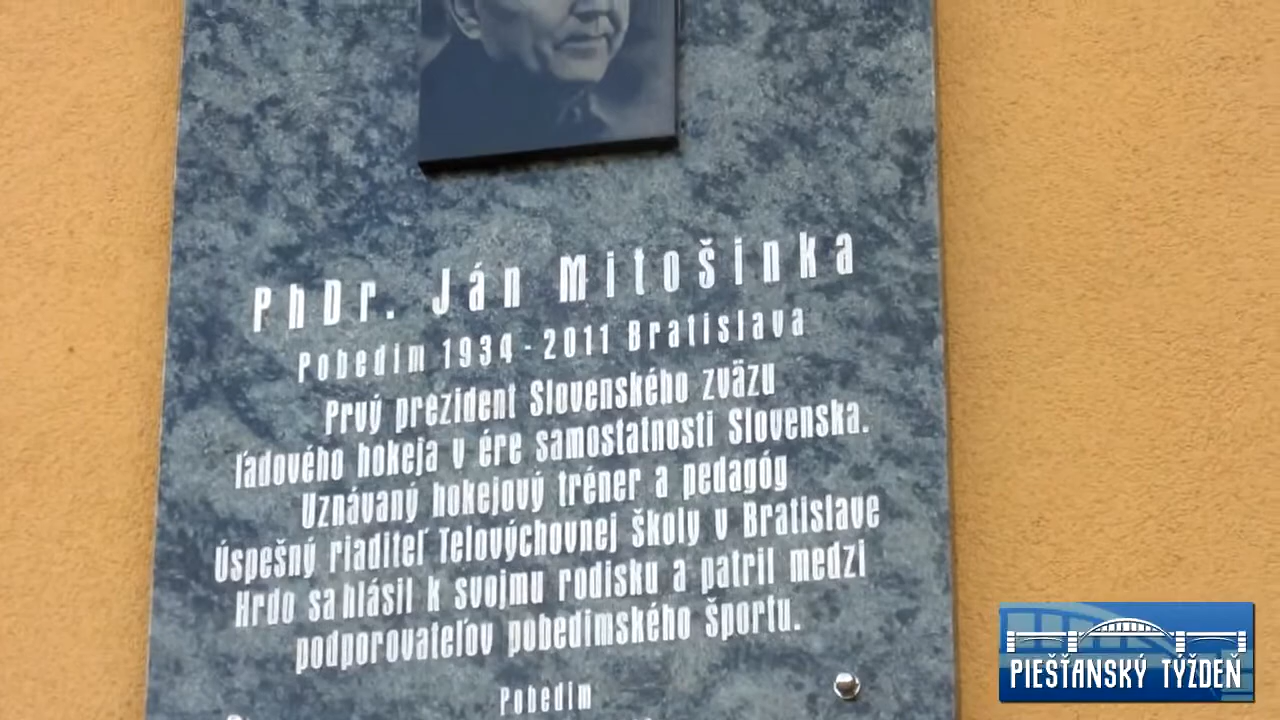 PhDr. Ján Mitošinka
Pobedim 1934 - 2011 Bratislava
Prvý prezident Slovenského zväzu
ľadového hokeja v ére samostatnosti Slovenska.
Uznávaný hokejový tréner a pedagóg
Úspešný riaditeľ Telovýchovnej školy v Bratislave
Hrdo sa hlásil k svojmu rodisku a patril medzi
podporovateľov pobedimského športu.
Pobedim
PIEŠŤANSKÝ TÝŽDEŇ